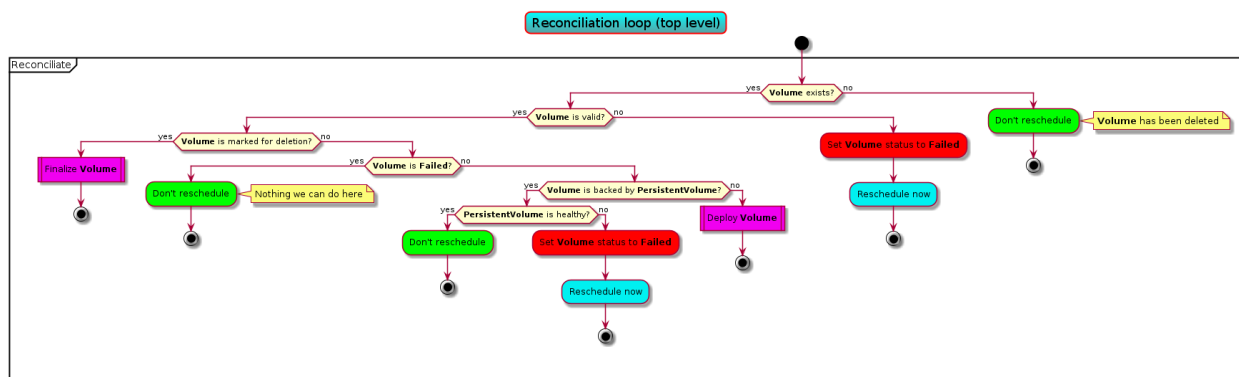 Reconciliation loop (top level)
Reconciliate
yes
Volume exists?
no
yes
Volume is valid?
no
Don't reschedule
Volume has been deleted
yes
Volume is marked for deletion?
no
Set Volume status to Failed
Finalize Volume
yes
Volume is Failed?
no
Reschedule now
Don't reschedule
Nothing we can do here
yes
Volume is backed by PersistentVolume?
no
yes
PersistentVolume is healthy?
no
Deploy Volume
Don't reschedule
Set Volume status to Failed
Reschedule now